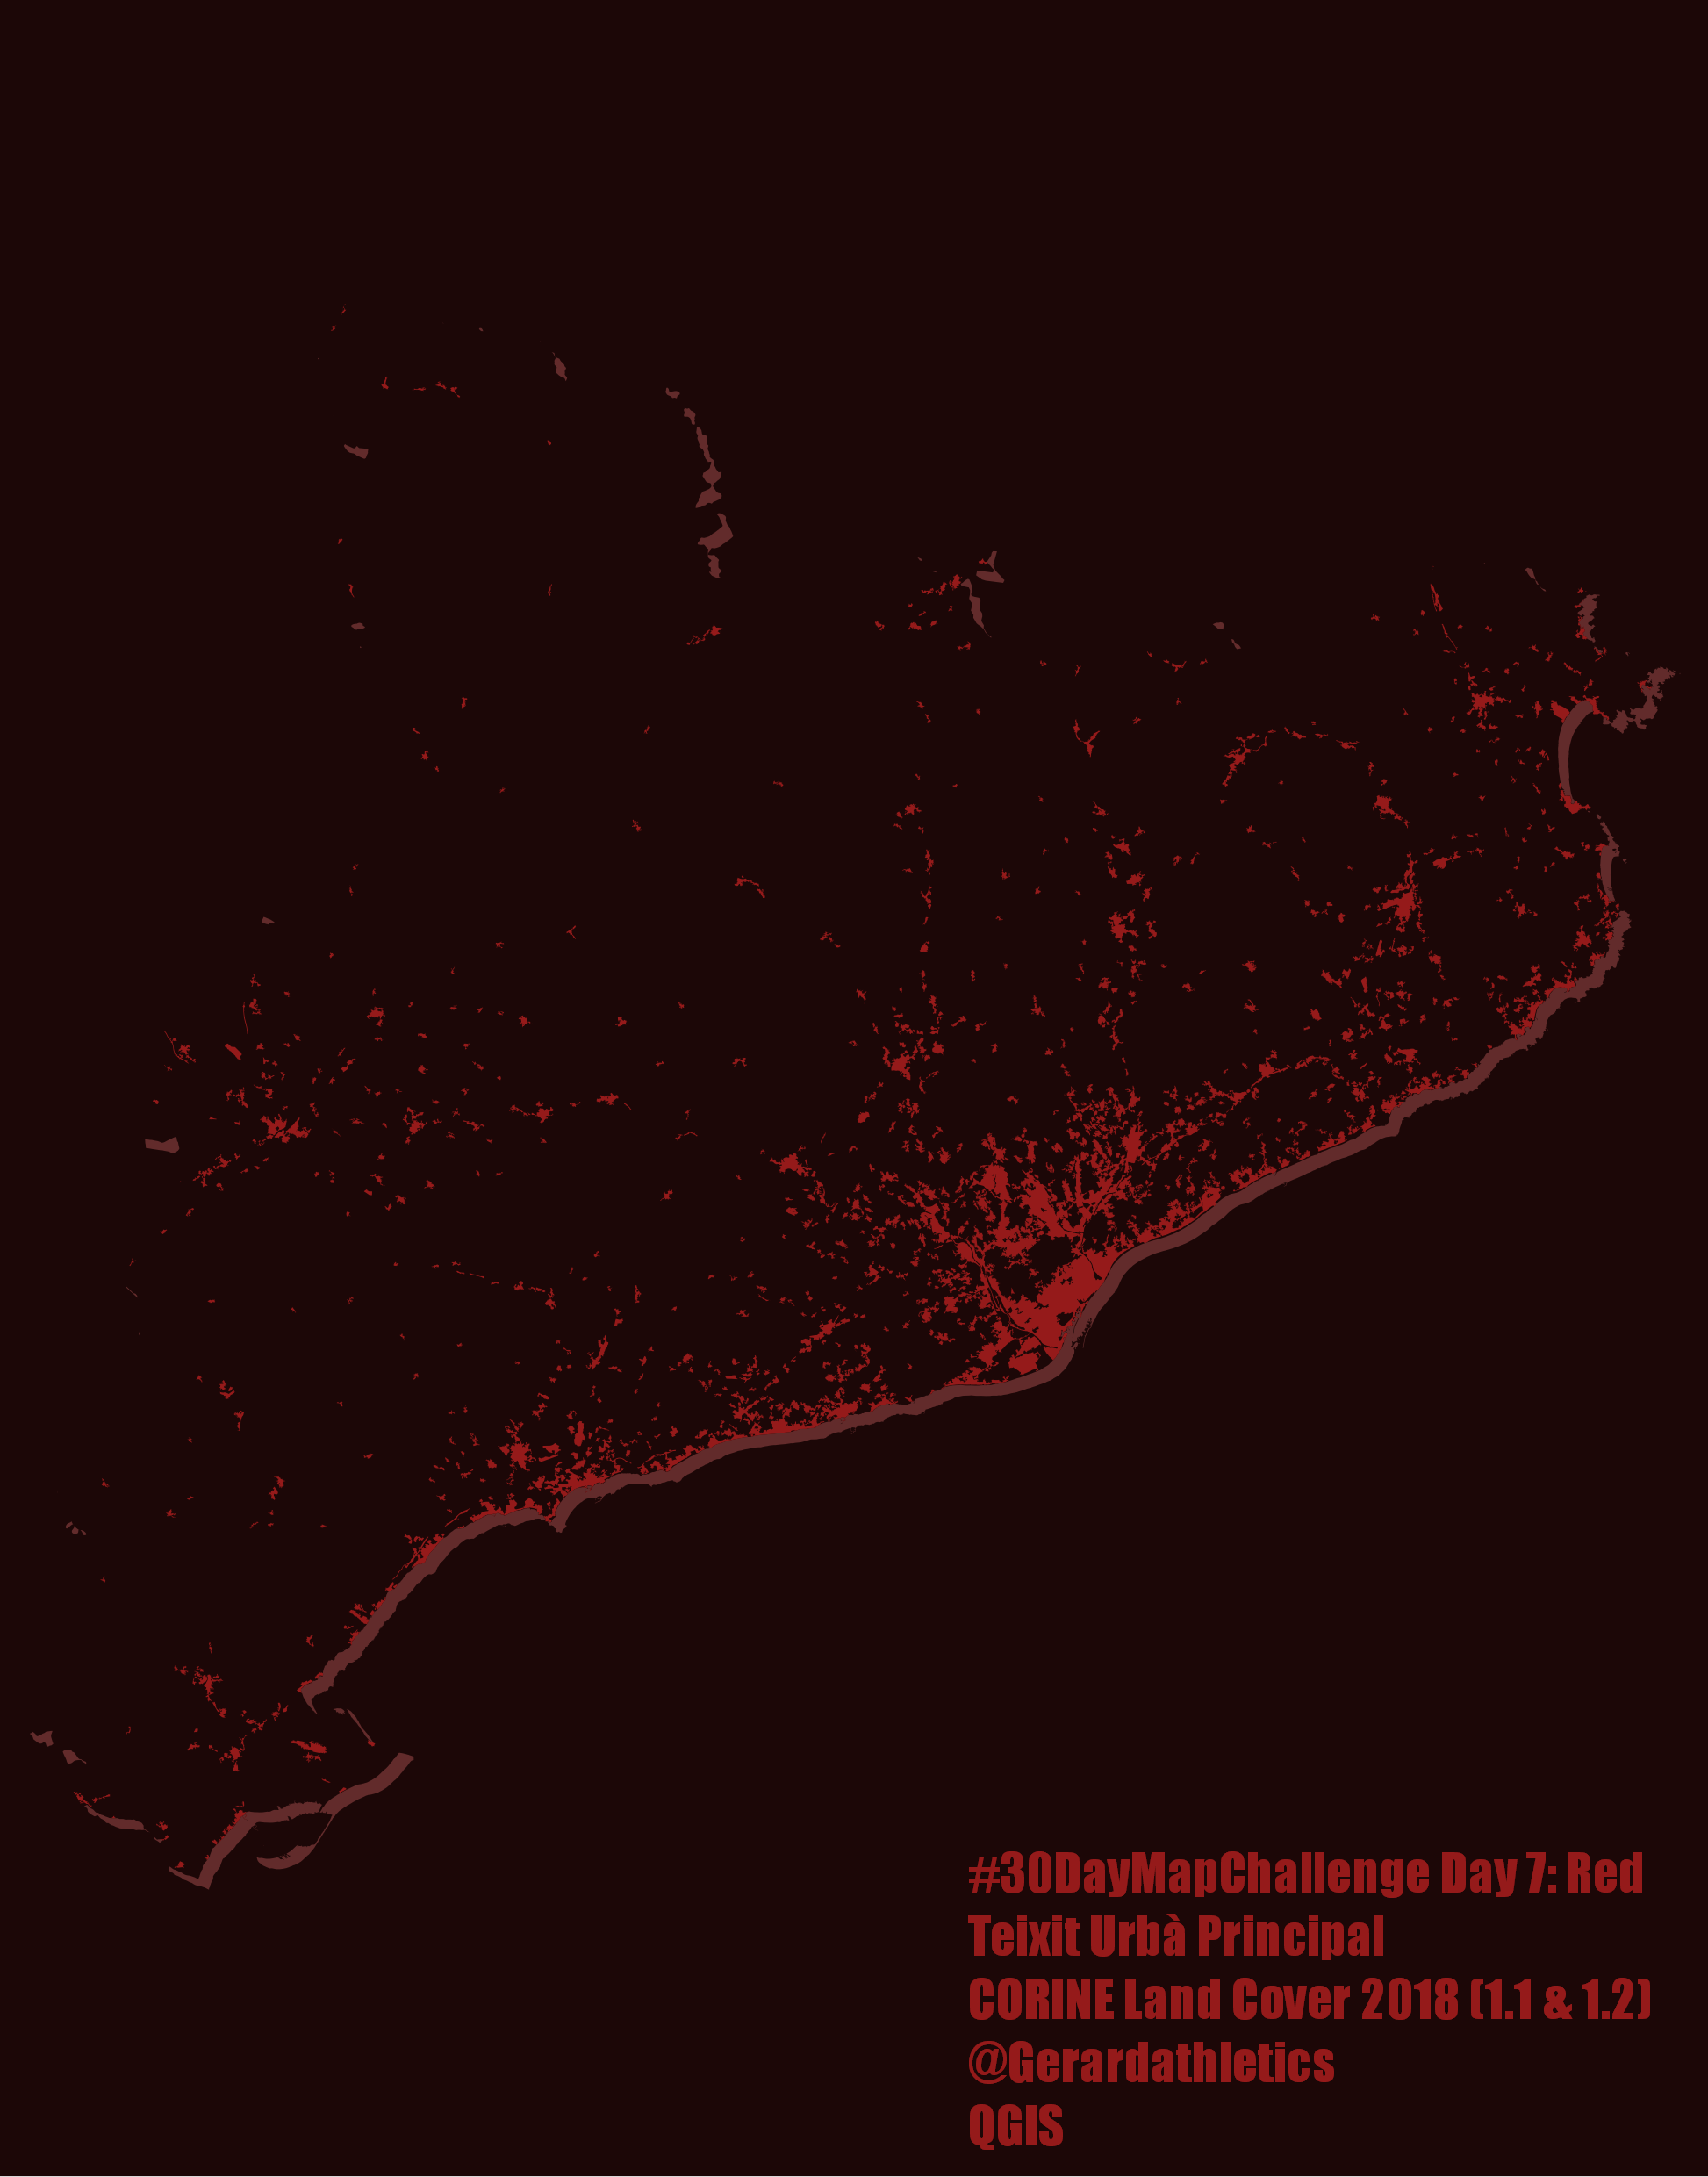 #30DayMapChallenge Day 7: Red
Teixit Urbà Principal
CORINE Land Cover 2018 (1.1 & 1.2)
@Gerardathletics
QGIS